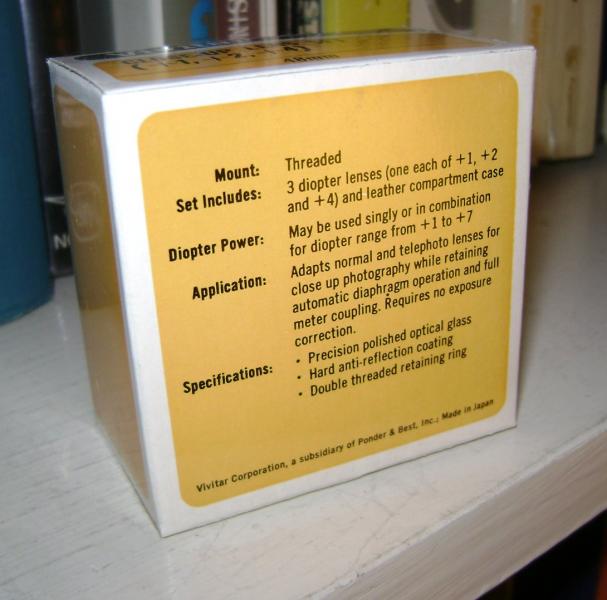 +1, +2, +4)
48mm
Mount: Threaded
Set Includes: 3 diopter lenses (one each of +1, +2
and +4) and leather compartment case
Diopter Power: May be used singly or in combination
for diopter range from +1 to +7
Application: Adapts normal and telephoto lenses for
close up photography while retaining
automatic diaphragm operation and full
meter coupling. Requires no exposure
correction.
Specifications: • Precision polished optical glass
• Hard anti-reflection coating
• Double threaded retaining ring
Vivitar Corporation, a subsidiary of Ponder & Best, Inc.; Made in Japan